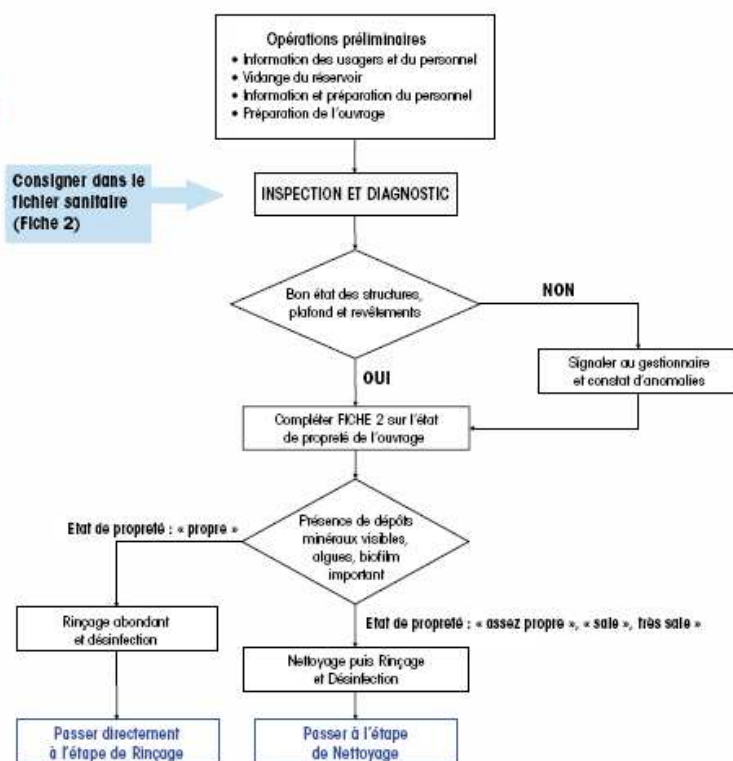 Opérations préliminaires
• Information des usagers et du personnel
• Vidange du réservoir
• Information et préparation du personnel
• Préparation de l'ouvrage
Consigner dans le
fichier sanitaire
(Fiche 2)
INSPECTION ET DIAGNOSTIC
Bon état des structures,
plafond et revêtements
NON
Signaler au gestionnaire
et constat d'anomalies
OUI
Compléter FICHE 2 sur l'état
de propreté de l'ouvrage
Etat de propreté : « propre »
Présence de dépôts
minéraux visibles,
algues, biofilm
important
Rinçage abondant
et désinfection
Etat de propreté : « assez propre », « sale », très sale »
Nettoyage puis Rinçage
et Désinfection
Passer directement
à l'étape de Rinçage
Passer à l'étape
de Nettoyage